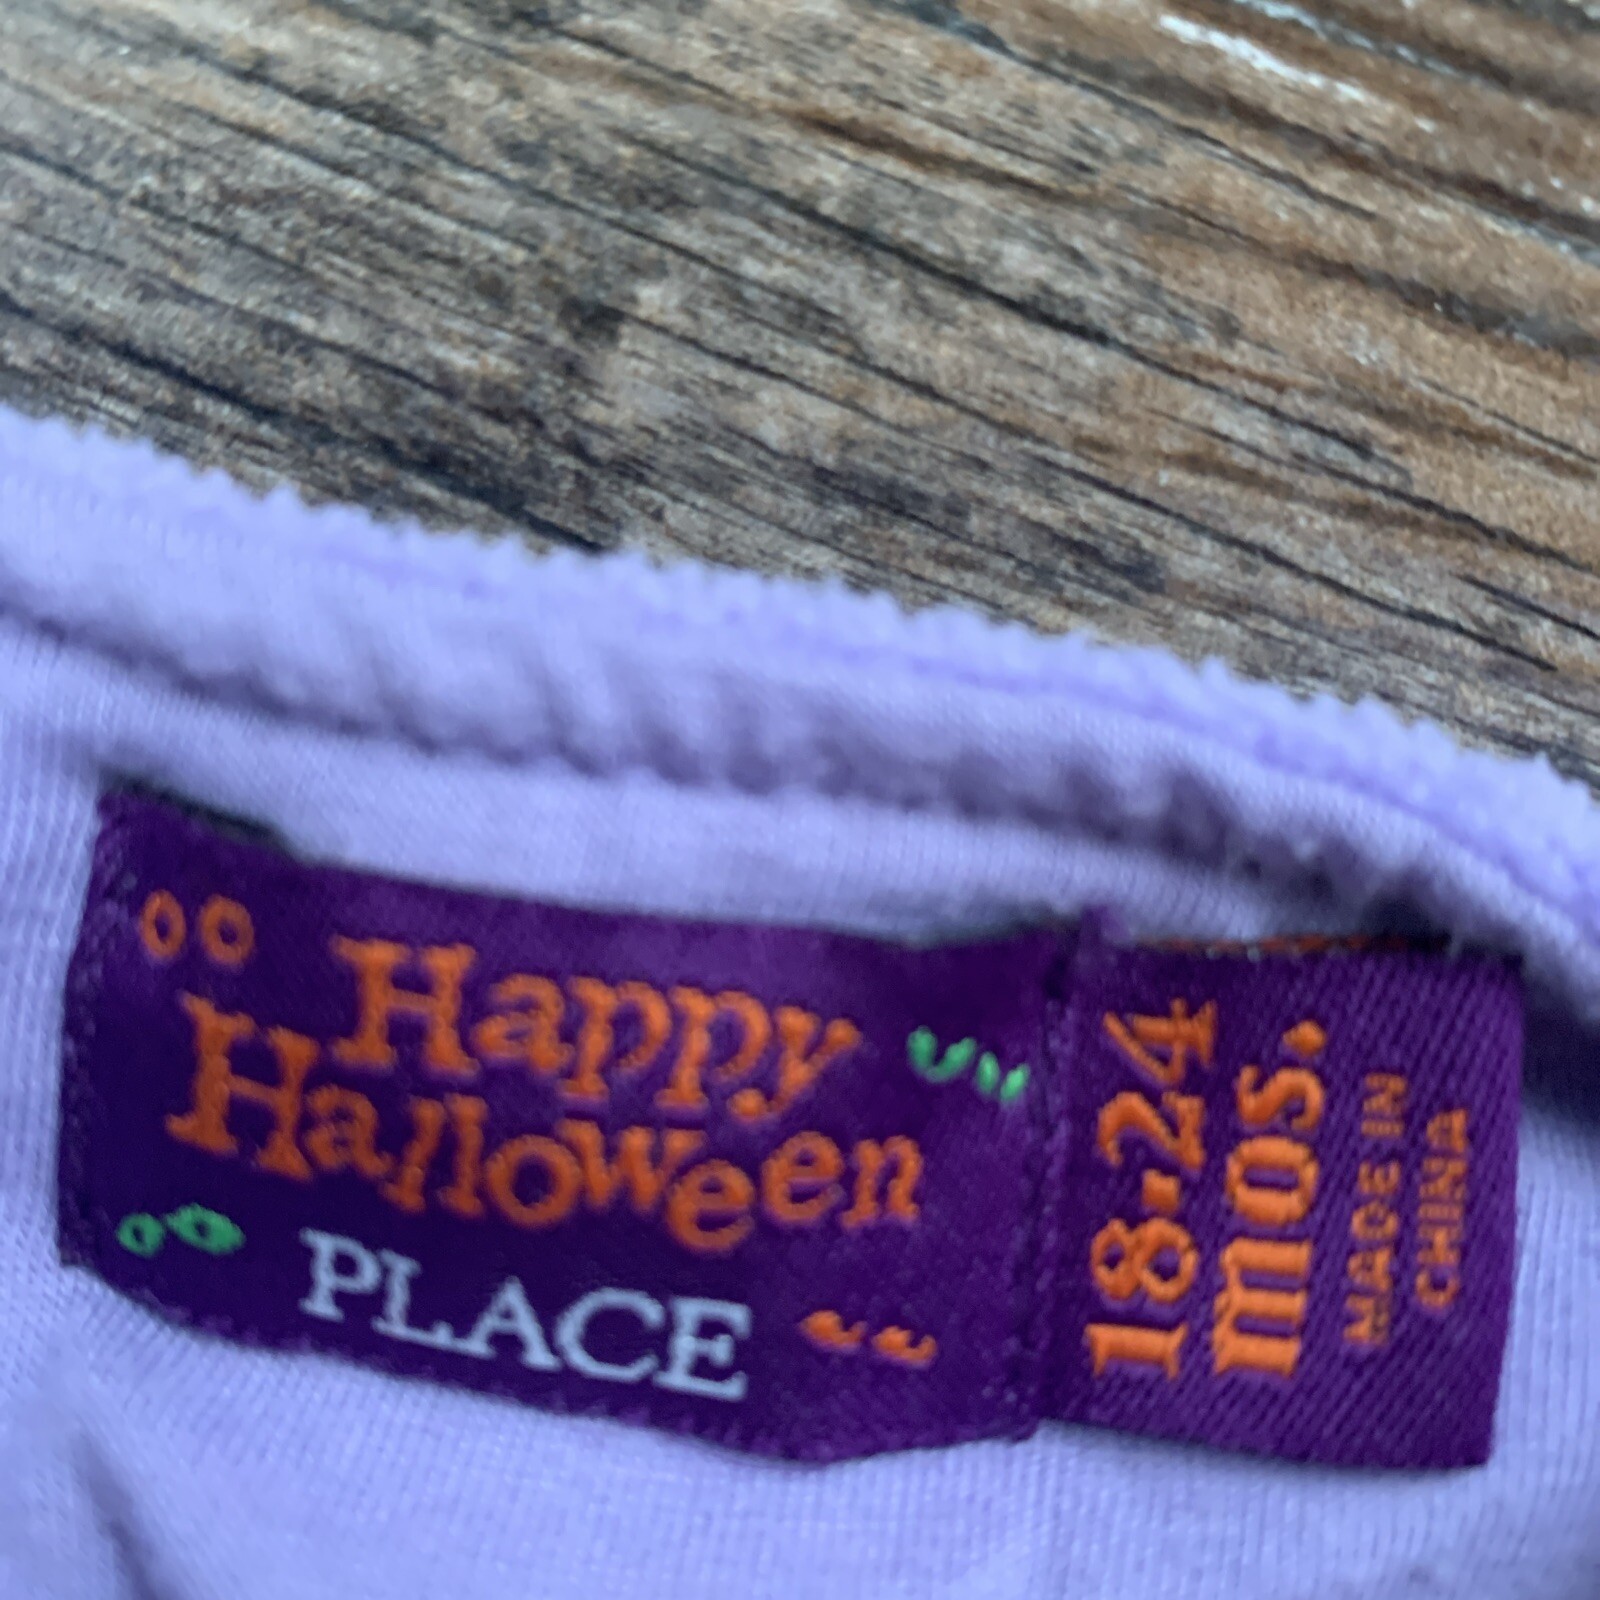 Happy
Halloween
PLACE
18-24
mos.
MADE IN
CHINA